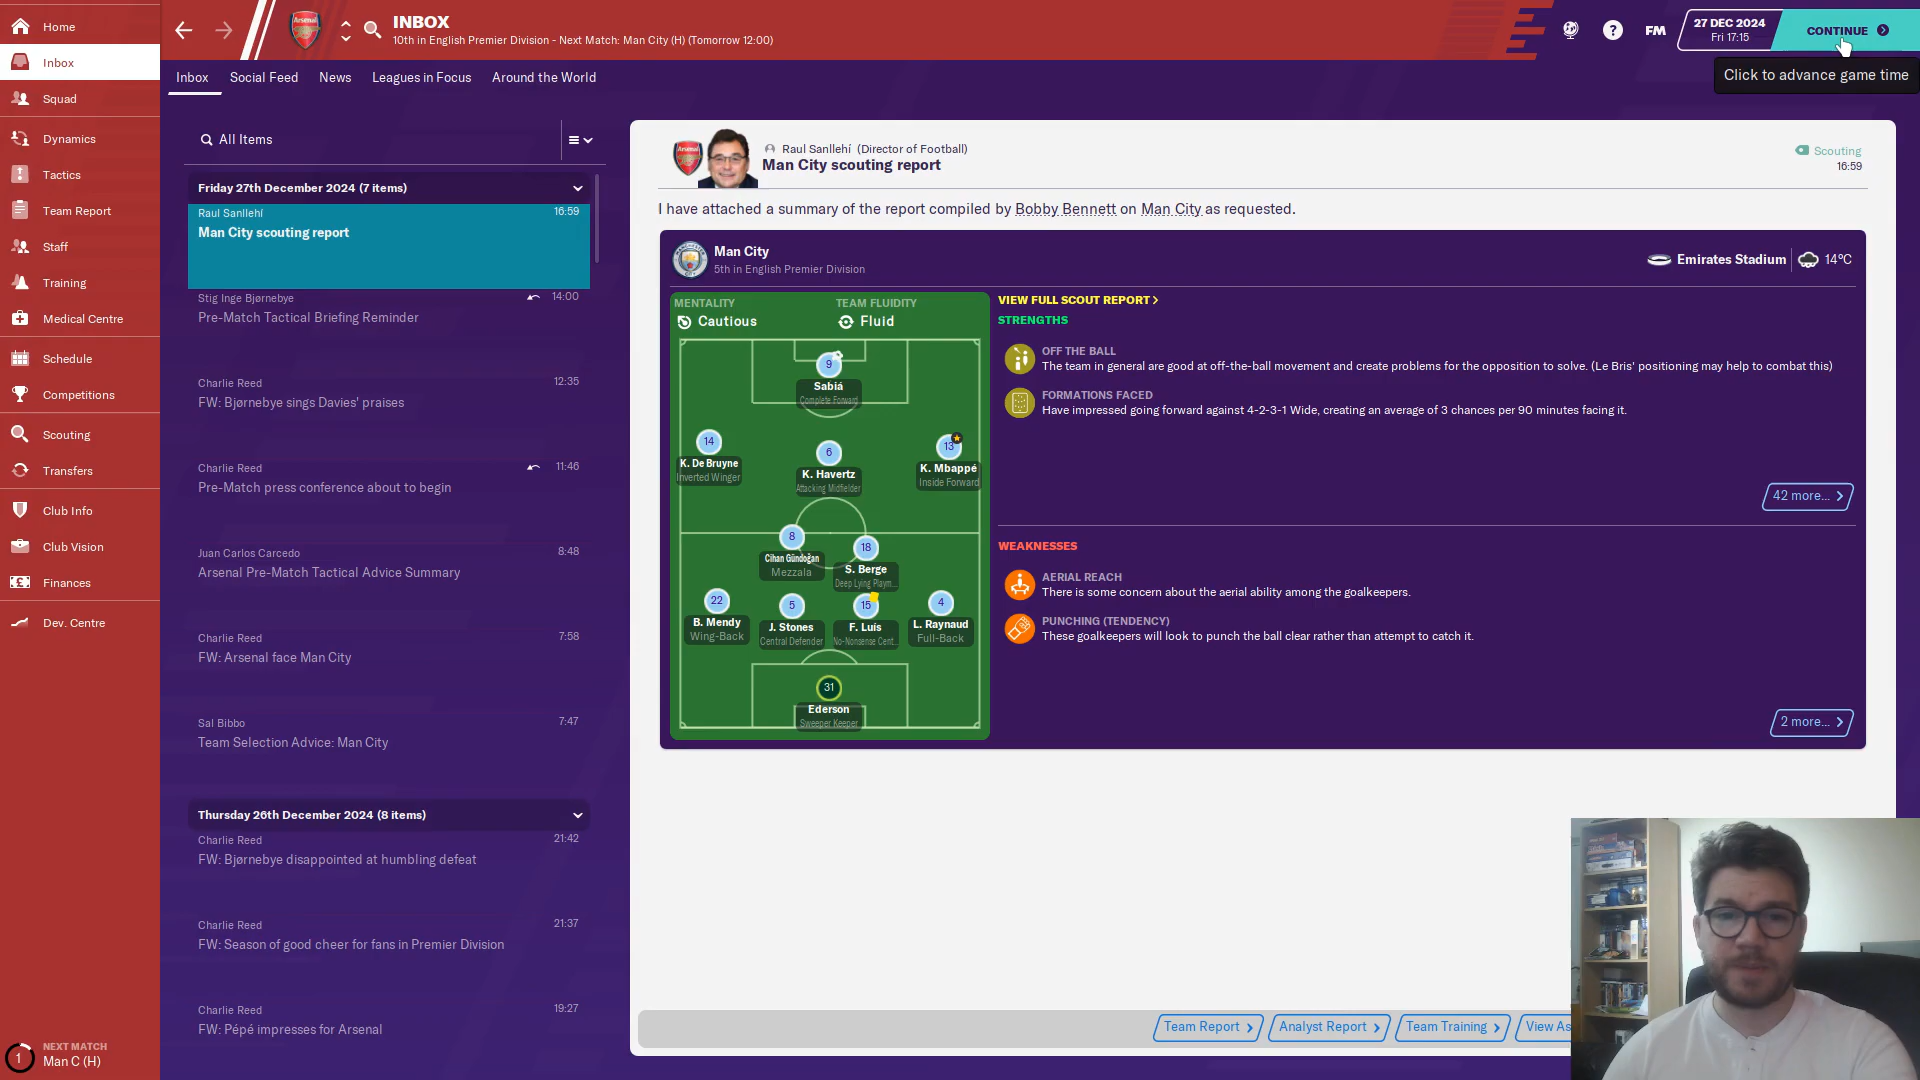 Home
Inbox
Squad
Dynamics
Tactics
Team Report
Staff
Training
Medical Centre
Schedule
Competitions
Scouting
Transfers
Club Info
Club Vision
Finances
Dev. Centre
1
NEXT MATCH
Man C (H)
INBOX
10th in English Premier Division - Next Match: Man City (H) (Tomorrow 12:00)
FM
27 DEC 2024
Fri 17:15
CONTINUE
Click to advance game time
Inbox Social Feed News Leagues in Focus Around the World
All Items
Friday 27th December 2024 (7 items)
Raul Sanllehí 16:59
Man City scouting report
Stig Inge Bjørnebye 14:00
Pre-Match Tactical Briefing Reminder
Charlie Reed 12:35
FW: Bjørnebye sings Davies' praises
Charlie Reed 11:46
Pre-Match press conference about to begin
Juan Carlos Carcedo 8:48
Arsenal Pre-Match Tactical Advice Summary
Charlie Reed 7:58
FW: Arsenal face Man City
Sal Bibbo 7:47
Team Selection Advice: Man City
Thursday 26th December 2024 (8 items)
Charlie Reed 21:42
FW: Bjørnebye disappointed at humbling defeat
Charlie Reed 21:37
FW: Season of good cheer for fans in Premier Division
Charlie Reed 19:27
FW: Pépé impresses for Arsenal
Raul Sanllehí (Director of Football)
Man City scouting report
Scouting
16:59
I have attached a summary of the report compiled by Bobby Bennett on Man City as requested.
Man City
5th in English Premier Division
Emirates Stadium 14°C
MENTALITY TEAM FLUIDITY
Cautious Fluid
9
Sabiá
Complete Forward
14
K. De Bruyne
Inverted Winger
6
K. Havertz
Attacking Midfielder
13
K. Mbappé
Inside Forward
8
Cihan Gündoğan
Mezzala
18
S. Berge
Deep Lying Playm...
22
B. Mendy
Wing-Back
5
J. Stones
Central Defender
15
F. Luís
No-Nonsense Cent...
4
L. Raynaud
Full-Back
31
Ederson
Sweeper Keeper
VIEW FULL SCOUT REPORT >
STRENGTHS
OFF THE BALL
The team in general are good at off-the-ball movement and create problems for the opposition to solve. (Le Bris' positioning may help to combat this)
FORMATIONS FACED
Have impressed going forward against 4-2-3-1 Wide, creating an average of 3 chances per 90 minutes facing it.
42 more...
WEAKNESSES
AERIAL REACH
There is some concern about the aerial ability among the goalkeepers.
PUNCHING (TENDENCY)
These goalkeepers will look to punch the ball clear rather than attempt to catch it.
2 more...
Team Report Analyst Report Team Training View As